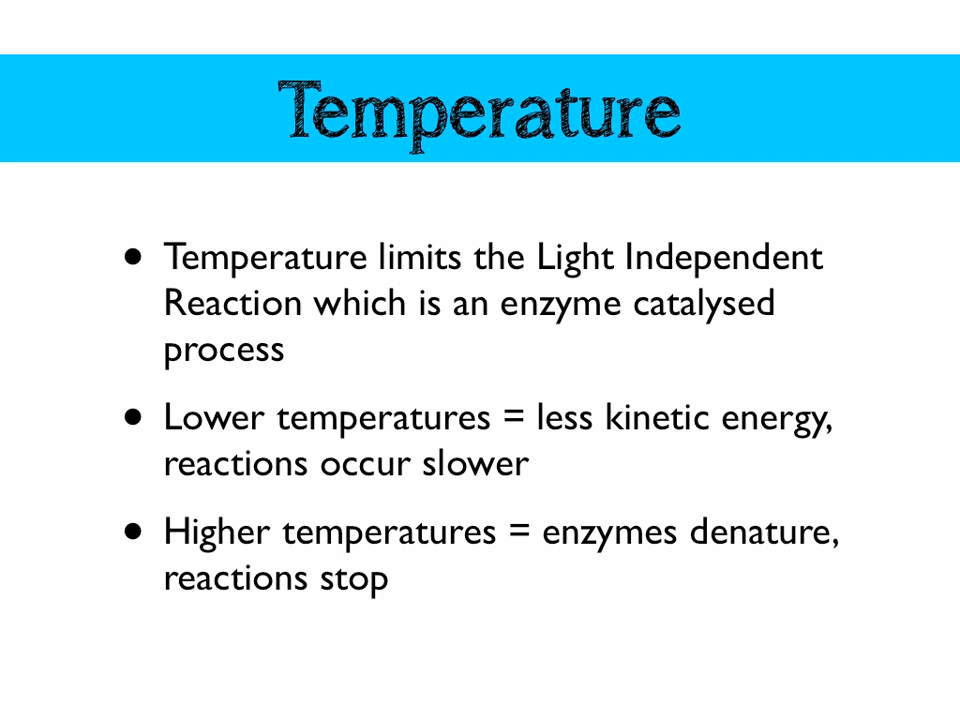 Temperature
• Temperature limits the Light Independent
Reaction which is an enzyme catalysed
process
• Lower temperatures = less kinetic energy,
reactions occur slower
• Higher temperatures = enzymes denature,
reactions stop